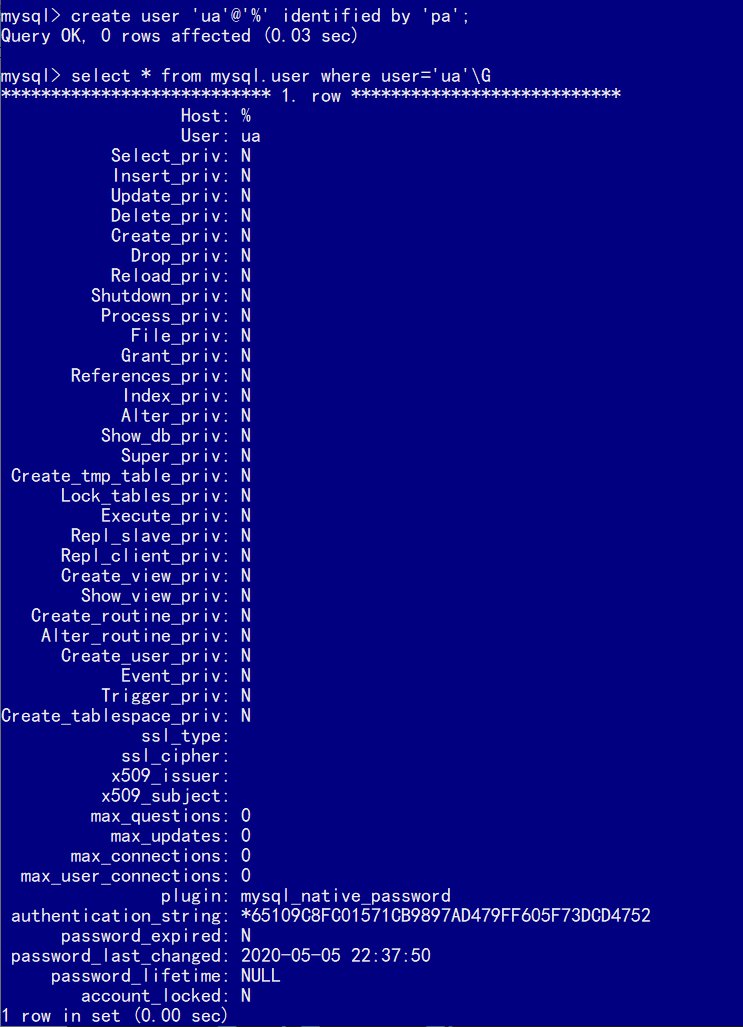 mysql> create user 'ua'@'%' identified by 'pa';
Query OK, 0 rows affected (0.03 sec)
mysql> select * from mysql.user where user='ua'\G
*************************** 1. row ***************************
Host: %
User: ua
Select_priv: N
Insert_priv: N
Update_priv: N
Delete_priv: N
Create_priv: N
Drop_priv: N
Reload_priv: N
Shutdown_priv: N
Process_priv: N
File_priv: N
Grant_priv: N
References_priv: N
Index_priv: N
Alter_priv: N
Show_db_priv: N
Super_priv: N
Create_tmp_table_priv: N
Lock_tables_priv: N
Execute_priv: N
Repl_slave_priv: N
Repl_client_priv: N
Create_view_priv: N
Show_view_priv: N
Create_routine_priv: N
Alter_routine_priv: N
Create_user_priv: N
Event_priv: N
Trigger_priv: N
Create_tablespace_priv: N
ssl_type:
ssl_cipher:
x509_issuer:
x509_subject:
max_questions: 0
max_updates: 0
max_connections: 0
max_user_connections: 0
plugin: mysql_native_password
authentication_string: *65109C8FC01571CB9897AD479FF605F73DCD4752
password_expired: N
password_last_changed: 2020-05-05 22:37:50
password_lifetime: NULL
account_locked: N
1 row in set (0.00 sec)